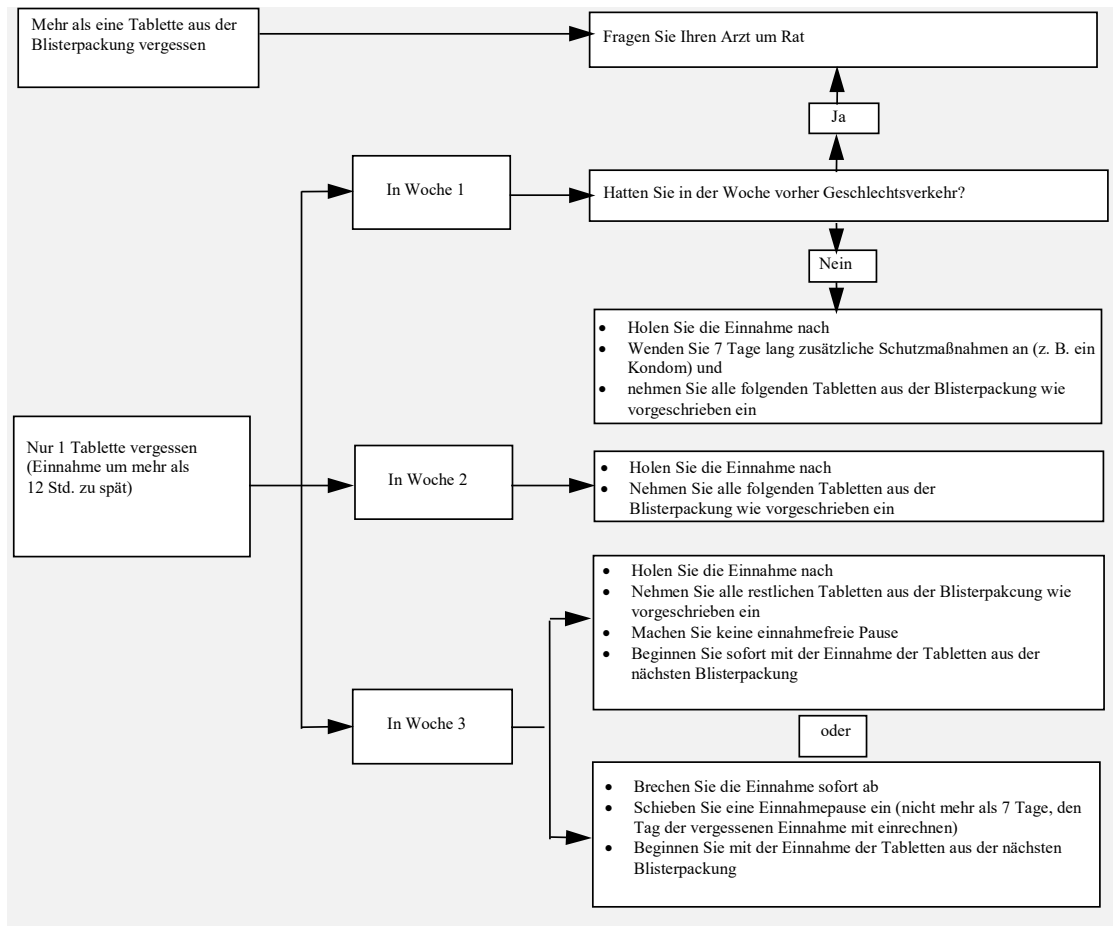 Mehr als eine Tablette aus der
Blisterpackung vergessen
Fragen Sie Ihren Arzt um Rat
Ja
In Woche 1
Hatten Sie in der Woche vorher Geschlechtsverkehr?
Nein
• Holen Sie die Einnahme nach
• Wenden Sie 7 Tage lang zusätzliche Schutzmaßnahmen an (z. B. ein
Kondom) und
• nehmen Sie alle folgenden Tabletten aus der Blisterpackung wie
vorgeschrieben ein
Nur 1 Tablette vergessen
(Einnahme um mehr als
12 Std. zu spät)
In Woche 2
• Holen Sie die Einnahme nach
• Nehmen Sie alle folgenden Tabletten aus der
Blisterpackung wie vorgeschrieben ein
• Holen Sie die Einnahme nach
• Nehmen Sie alle restlichen Tabletten aus der Blisterpakcung wie
vorgeschrieben ein
• Machen Sie keine einnahmefreie Pause
• Beginnen Sie sofort mit der Einnahme der Tabletten aus der
nächsten Blisterpackung
In Woche 3
oder
• Brechen Sie die Einnahme sofort ab
• Schieben Sie eine Einnahmepause ein (nicht mehr als 7 Tage, den
Tag der vergessenen Einnahme mit einrechnen)
• Beginnen Sie mit der Einnahme der Tabletten aus der nächsten
Blisterpackung